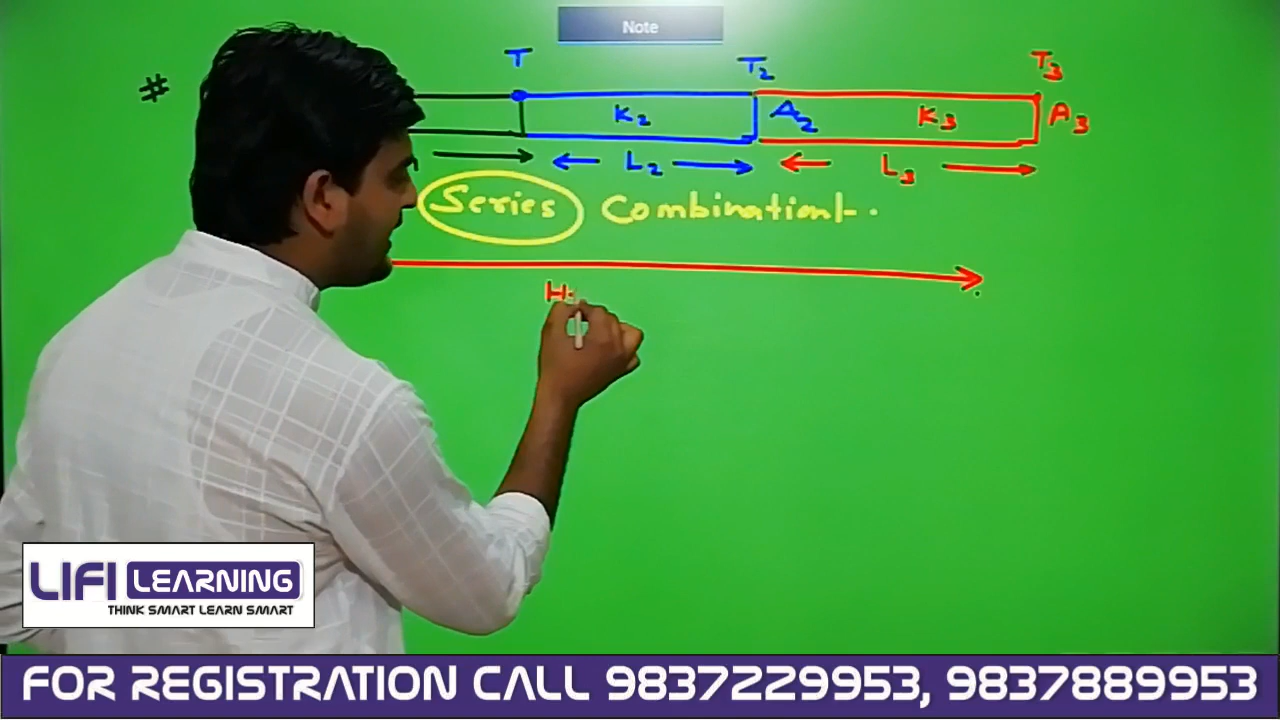 Note
T T2 T3
# K2 A2 K3 A3
L2 L3
Series Combination
H
LIFI LEARNING
THINK SMART LEARN SMART
FOR REGISTRATION CALL 9837229953, 9837889953